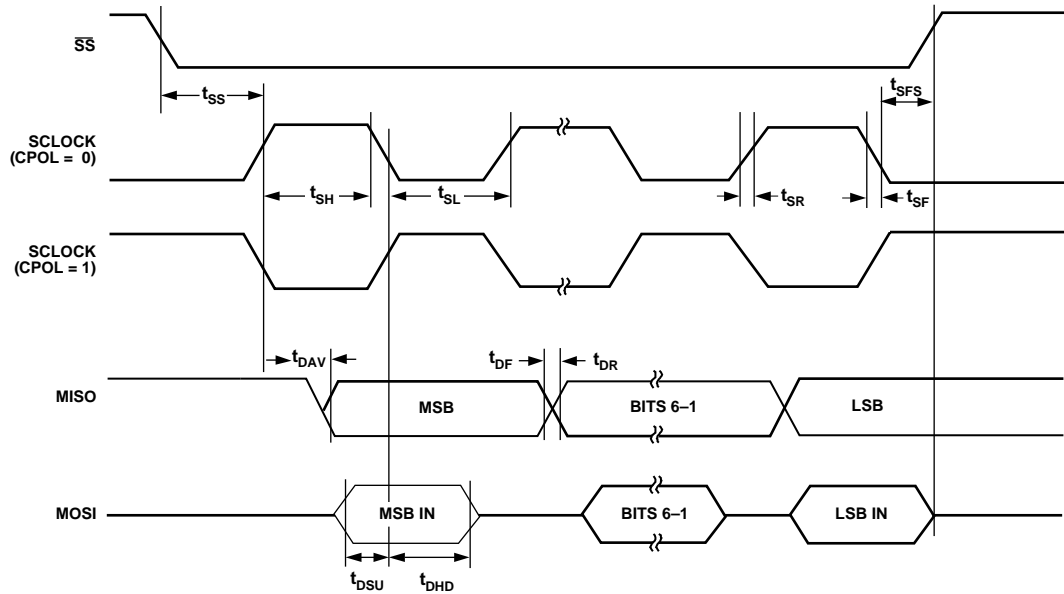 SS
tSS
tSFS
SCLOCK
(CPOL = 0)
tSH
tSL
tSR
tSF
SCLOCK
(CPOL = 1)
tDAV
tDF
tDR
MISO
MSB
BITS 6–1
LSB
MOSI
MSB IN
BITS 6–1
LSB IN
tDSU
tDHD